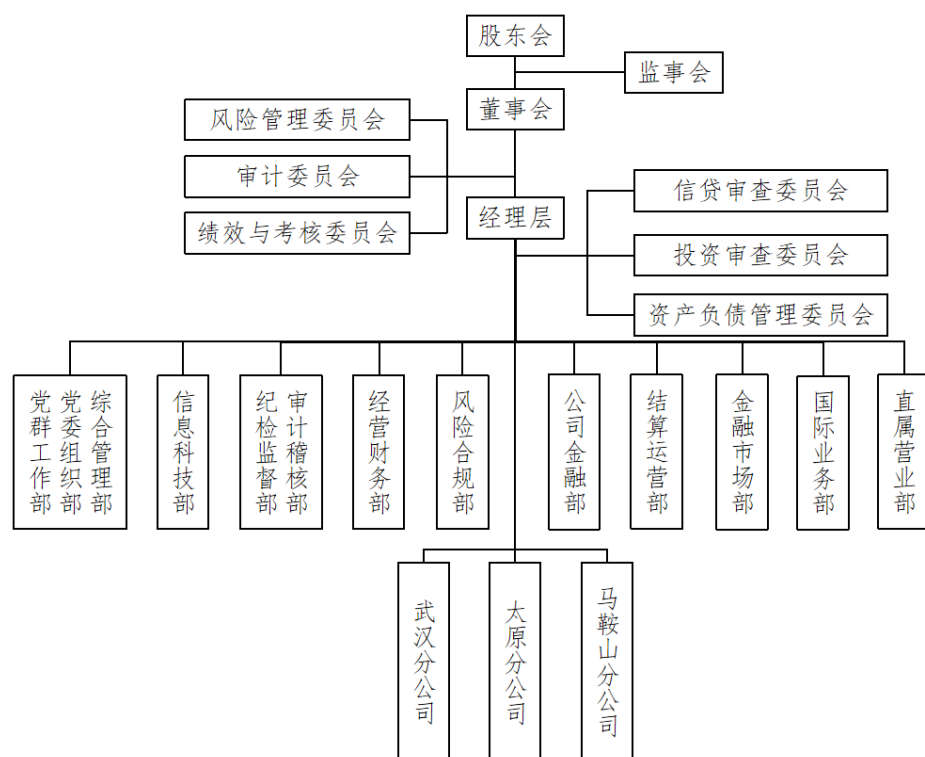 股东会
监事会
董事会
风险管理委员会
审计委员会
绩效与考核委员会
经理层
信贷审查委员会
投资审查委员会
资产负债管理委员会
综合管理部
党委组织部
党群工作部
信息科技部
审计稽核部
纪检监督部
经营财务部
风险合规部
公司金融部
结算运营部
金融市场部
国际业务部
直属营业部
武汉分公司
太原分公司
马鞍山分公司